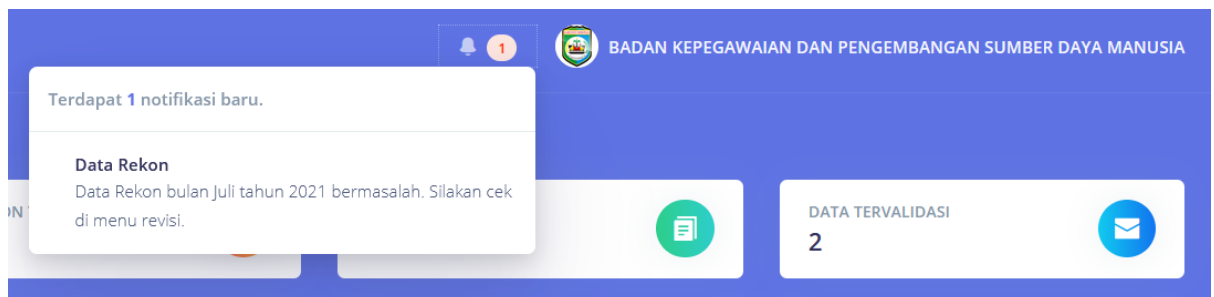 1
BADAN KEPEGAWAIAN DAN PENGEMBANGAN SUMBER DAYA MANUSIA
Terdapat 1 notifikasi baru.
Data Rekon
Data Rekon bulan Juli tahun 2021 bermasalah. Silakan cek
di menu revisi.
DATA TERVALIDASI
2